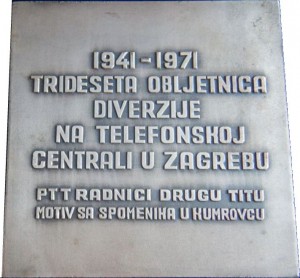 1941-1971
TRIDESETA OBLJETNICA
DIVERZIJE
NA TELEFONSKOJ
CENTRALI U ZAGREBU
PTT RADNICI DRUGU TITU
MOTIV SA SPOMENIKA U KUMROVCU